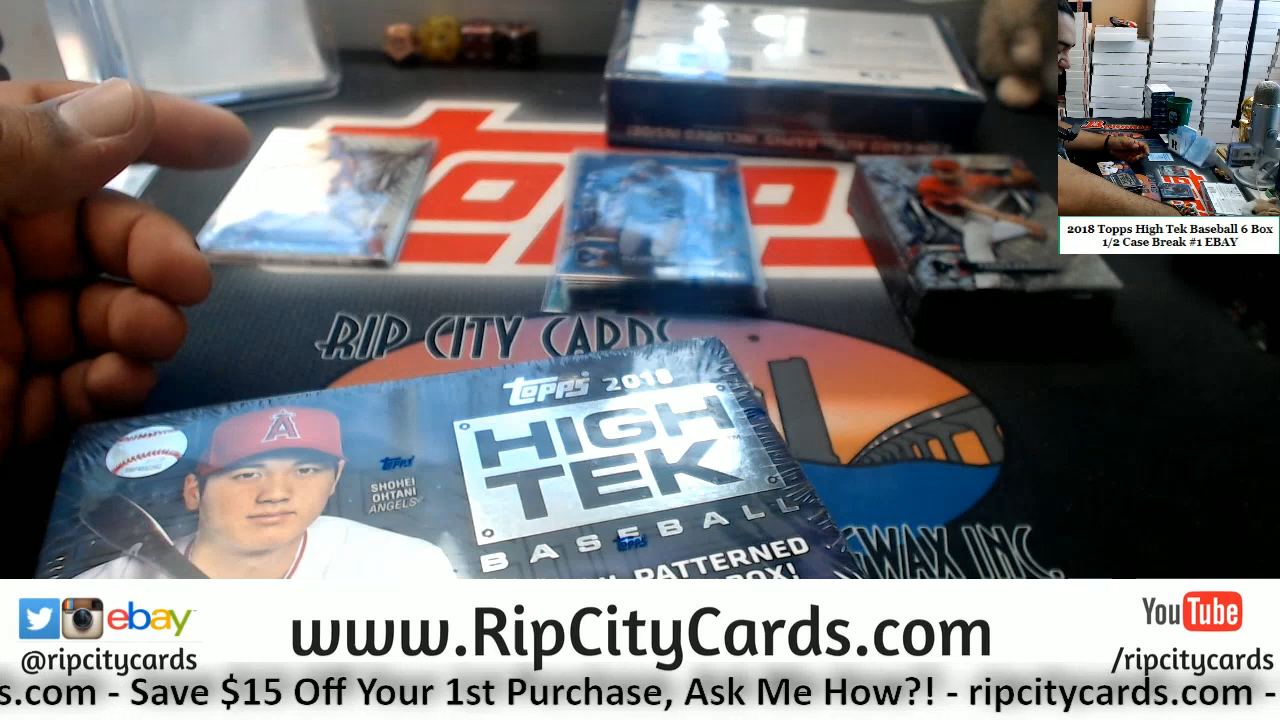 topps
RIP CITY CARDS
topps 2018
HIGH
TEK
BASEBALL
PATTERNED
BOX!
topps
SHOHEI
OHTANI
ANGELS
A
WAX INC.
2018 Topps High Tek Baseball 6 Box
1/2 Case Break #1 EBAY
ebay
@ripcitycards
www.RipCityCards.com
YouTube
/ripcitycards
s.com - Save $15 Off Your 1st Purchase, Ask Me How?! - ripcitycards.com -